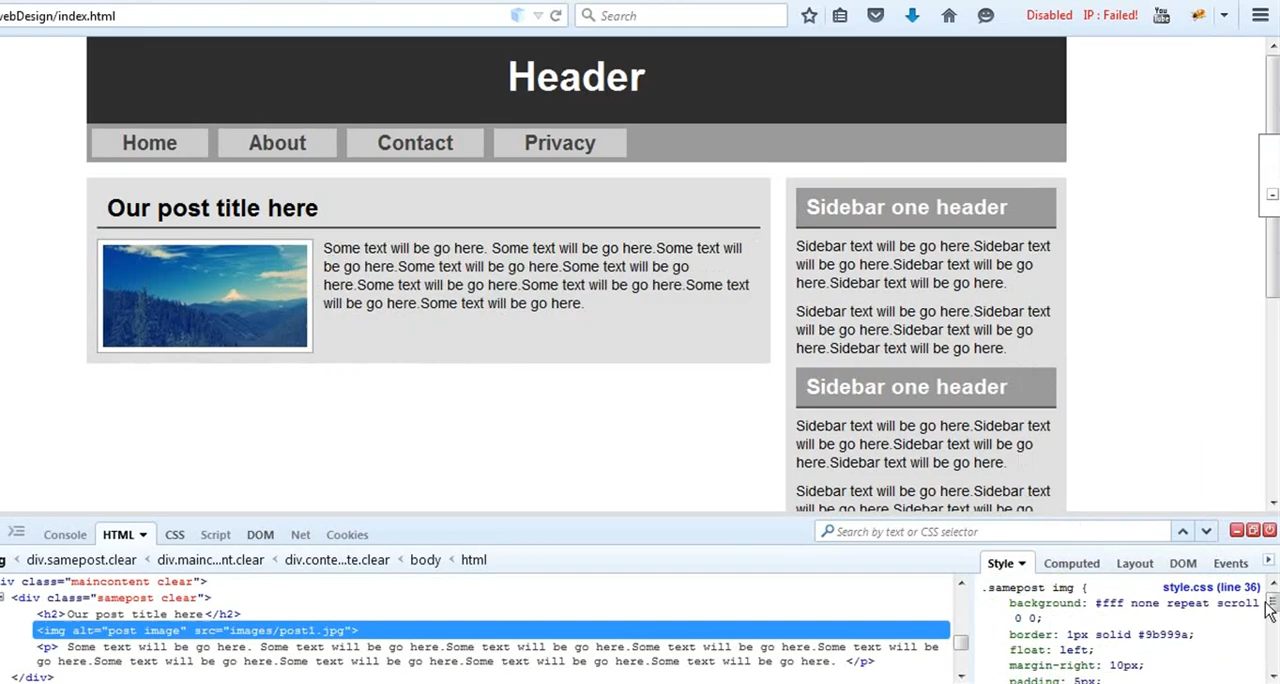 webDesign/index.html
Search
Disabled IP : Failed!
You Tube
Header
Home About Contact Privacy
Our post title here
Some text will be go here. Some text will be go here.Some text will
be go here.Some text will be go here.Some text will be go
here.Some text will be go here.Some text will be go here.Some text
will be go here.Some text will be go here.
Sidebar one header
Sidebar text will be go here.Sidebar text
will be go here.Sidebar text will be go
here.Sidebar text will be go here.
Sidebar text will be go here.Sidebar text
will be go here.Sidebar text will be go
here.Sidebar text will be go here.
Sidebar one header
Sidebar text will be go here.Sidebar text
will be go here.Sidebar text will be go
here.Sidebar text will be go here.
Sidebar text will be go here.Sidebar text
will be go here.Sidebar text will be go
Console HTML CSS Script DOM Net Cookies
Search by text or CSS selector
g < div.samepost.clear < div.mainc...nt.clear < div.conte...te.clear < body < html
Style Computed Layout DOM Events
iv class="maincontent clear">
<div class="samepost clear">
<h2>Our post title here</h2>
<img alt="post image" src="images/post1.jpg">
<p> Some text will be go here. Some text will be go here.Some text will be go here.Some text will be
go here.Some text will be go here.Some text will be go here.Some text will be go here. </p>
</div>
.samepost img { style.css (line 36)
background: #fff none repeat scroll
0 0;
border: 1px solid #9b999a;
float: left;
margin-right: 10px;
padding: 5px;